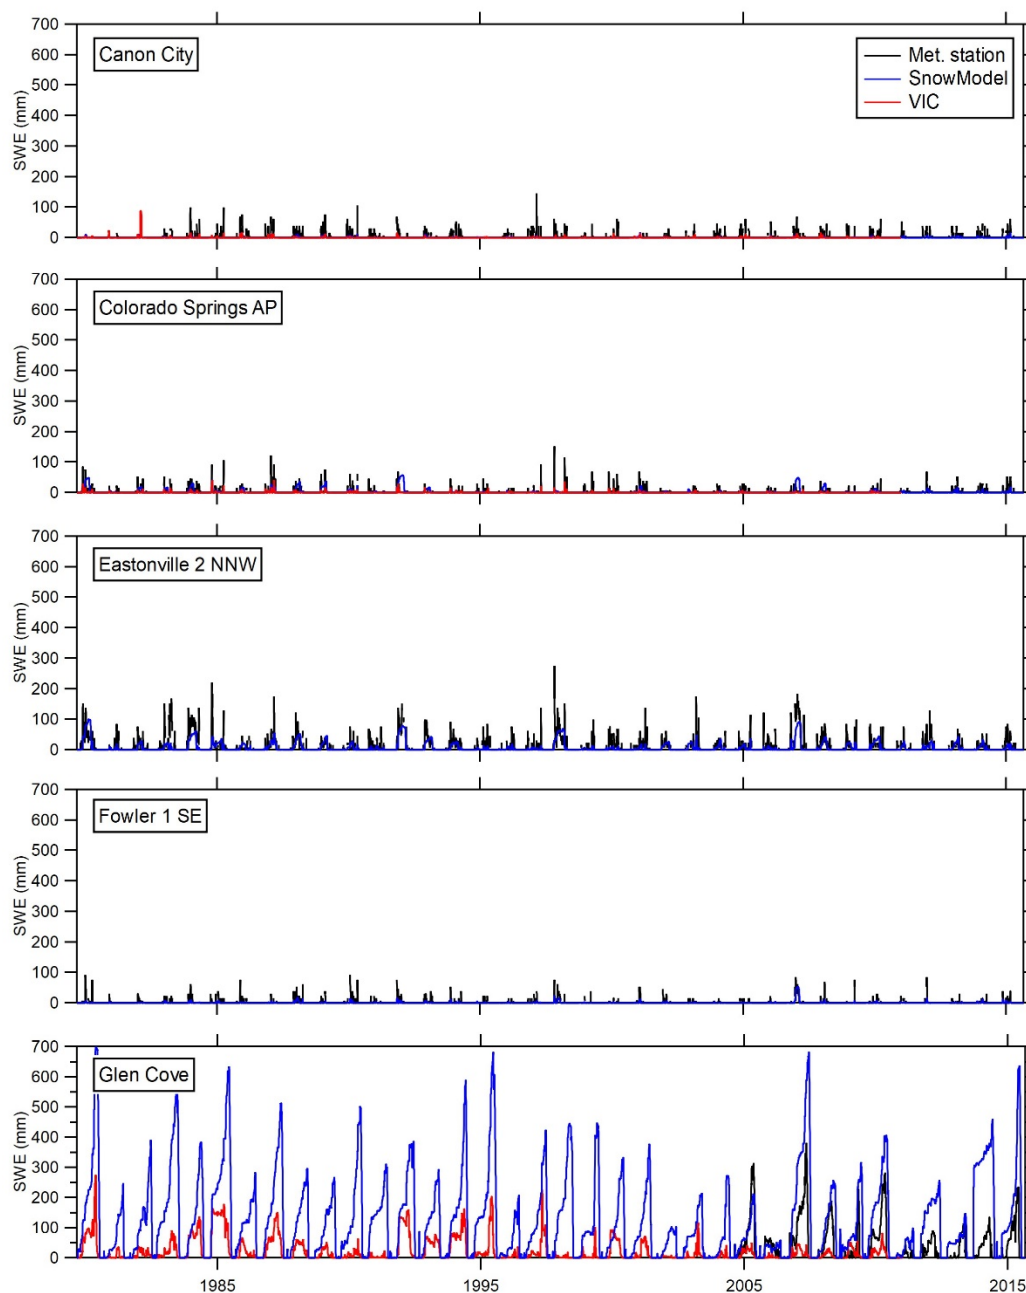 700
600
500
400
300
200
100
0
SWE (mm)
Canon City
Met. station
SnowModel
VIC
700
600
500
400
300
200
100
0
SWE (mm)
Colorado Springs AP
700
600
500
400
300
200
100
0
SWE (mm)
Eastonville 2 NNW
700
600
500
400
300
200
100
0
SWE (mm)
Fowler 1 SE
700
600
500
400
300
200
100
0
SWE (mm)
Glen Cove
1985 1995 2005 2015